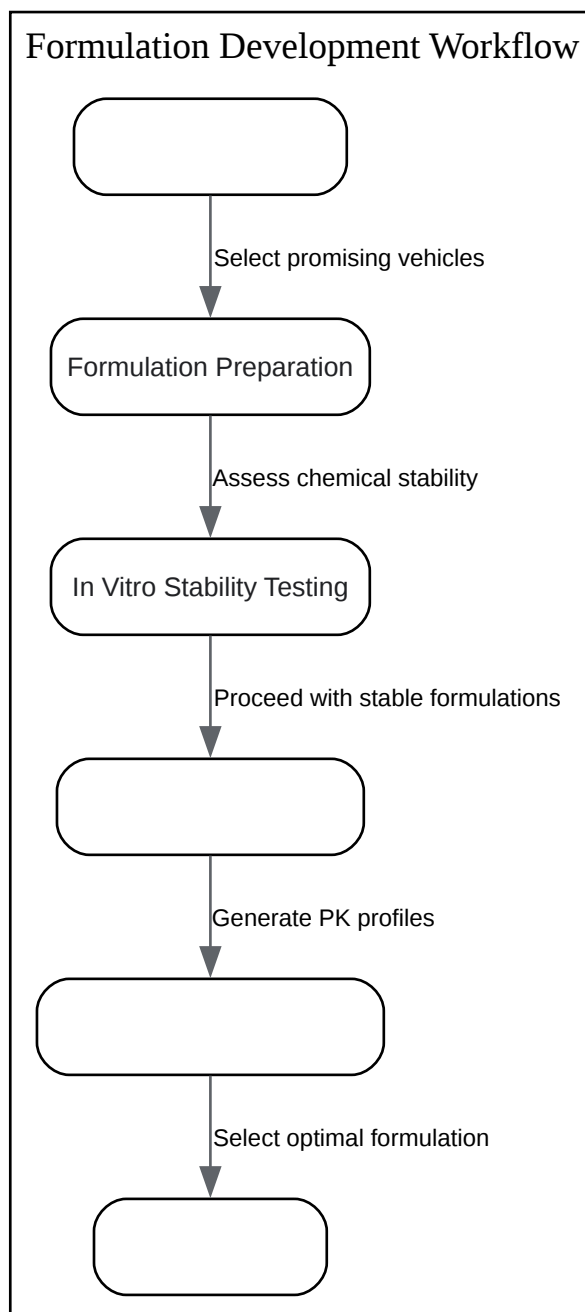 Formulation Development Workflow
Select promising vehicles
Formulation Preparation
Assess chemical stability
In Vitro Stability Testing
Proceed with stable formulations
Generate PK profiles
Select optimal formulation